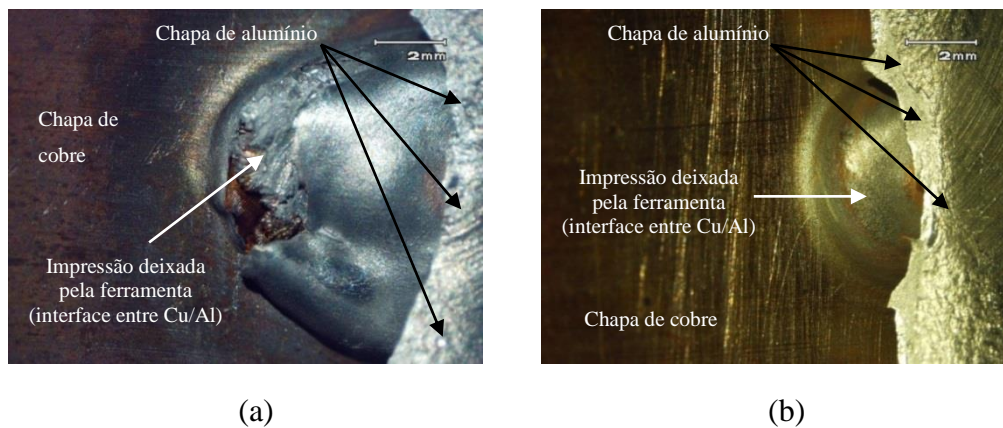 Chapa de alumínio
2mm
Chapa de
cobre
Impressão deixada
pela ferramenta
(interface entre Cu/Al)
(a)
Chapa de alumínio
2mm
Impressão deixada
pela ferramenta
(interface entre Cu/Al)
Chapa de cobre
(b)